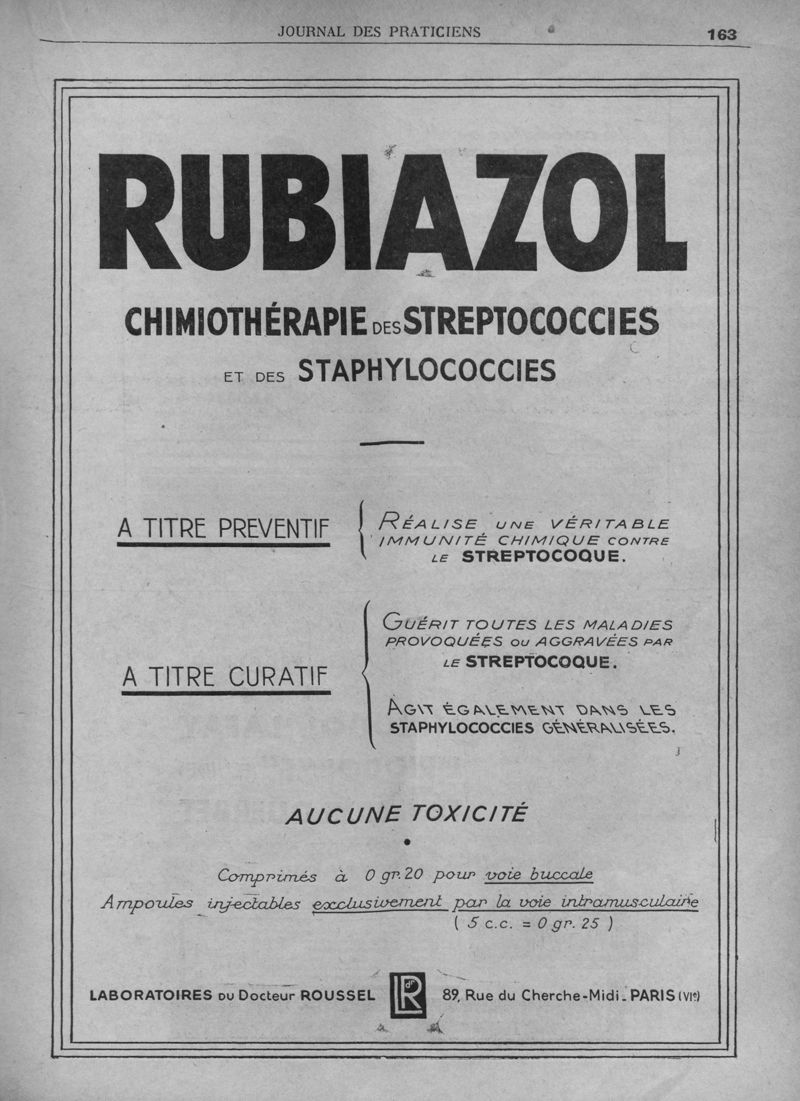 JOURNAL DES PRATICIENS
163
RUBIAZOL
CHIMIOTHÉRAPIE DES STREPTOCOCCIES
ET DES STAPHYLOCOCCIES
A TITRE PREVENTIF
RÉALISE UNE VÉRITABLE
IMMUNITÉ CHIMIQUE CONTRE
LE STREPTOCOQUE.
A TITRE CURATIF
GUÉRIT TOUTES LES MALADIES
PROVOQUÉES OU AGGRAVÉES PAR
LE STREPTOCOQUE.
AGIT ÉGALEMENT DANS LES
STAPHYLOCOCCIES GÉNÉRALISÉES.
AUCUNE TOXICITÉ
Comprimés à 0 gr. 20 pour voie buccale
Ampoules injectables exclusivement par la voie intramusculaire
( 5 c.c. = 0 gr. 25 )
LABORATOIRES DU Docteur ROUSSEL
L dr R
89, Rue du Cherche-Midi_ PARIS (VIe)